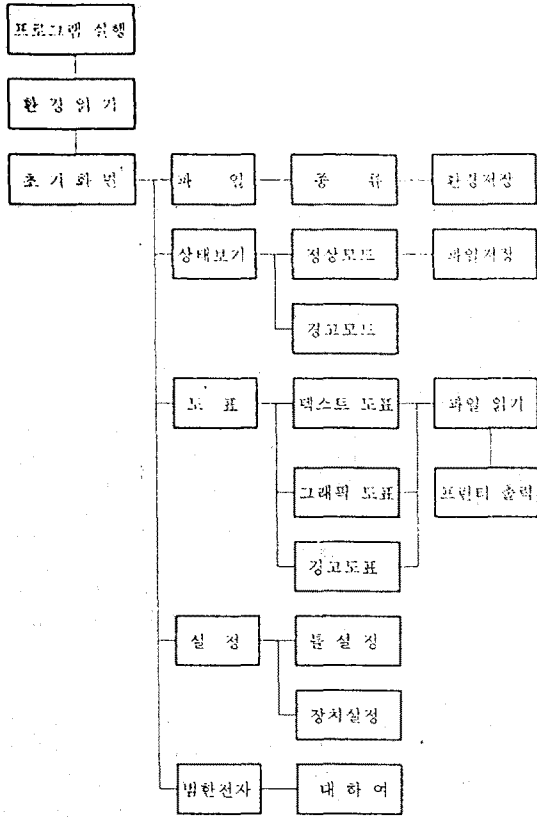 프로그램 실행
환경읽기
초기화면
파 일
종 류
환경저장
상태보기
정상모드
파일저장
경고모드
도 표
텍스트 도표
파일 읽기
그래픽 도표
프린터 출력
경고도표
설 정
룰 설 정
장치설정
범한전자
대 하 여